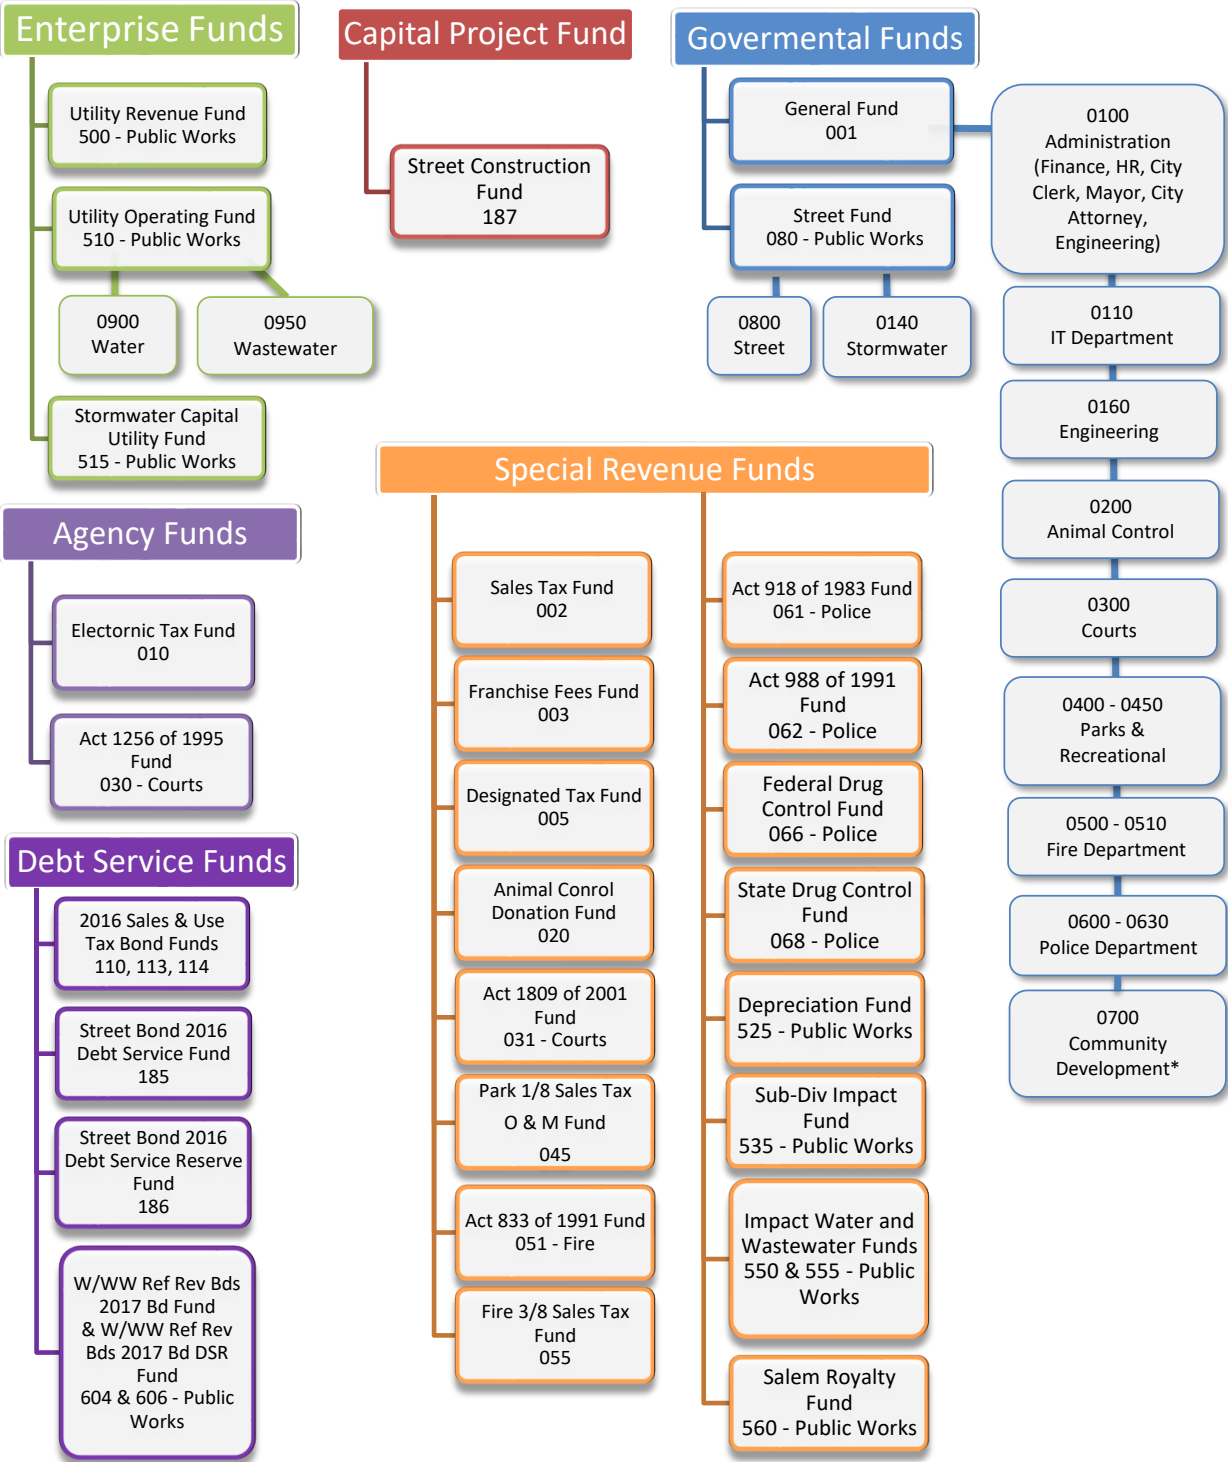 Enterprise Funds
Utility Revenue Fund
500 - Public Works
Utility Operating Fund
510 - Public Works
0900
Water
0950
Wastewater
Stormwater Capital
Utility Fund
515 - Public Works
Capital Project Fund
Street Construction
Fund
187
Govermental Funds
General Fund
001
Street Fund
080 - Public Works
0800
Street
0140
Stormwater
0100
Administration
(Finance, HR, City
Clerk, Mayor, City
Attorney,
Engineering)
0110
IT Department
0160
Engineering
0200
Animal Control
0300
Courts
0400 - 0450
Parks &
Recreational
0500 - 0510
Fire Department
0600 - 0630
Police Department
0700
Community
Development*
Agency Funds
Electornic Tax Fund
010
Act 1256 of 1995
Fund
030 - Courts
Debt Service Funds
2016 Sales & Use
Tax Bond Funds
110, 113, 114
Street Bond 2016
Debt Service Fund
185
Street Bond 2016
Debt Service Reserve
Fund
186
W/WW Ref Rev Bds
2017 Bd Fund
& W/WW Ref Rev
Bds 2017 Bd DSR
Fund
604 & 606 - Public
Works
Special Revenue Funds
Sales Tax Fund
002
Franchise Fees Fund
003
Designated Tax Fund
005
Animal Conrol
Donation Fund
020
Act 1809 of 2001
Fund
031 - Courts
Park 1/8 Sales Tax
O & M Fund
045
Act 833 of 1991 Fund
051 - Fire
Fire 3/8 Sales Tax
Fund
055
Act 918 of 1983 Fund
061 - Police
Act 988 of 1991
Fund
062 - Police
Federal Drug
Control Fund
066 - Police
State Drug Control
Fund
068 - Police
Depreciation Fund
525 - Public Works
Sub-Div Impact
Fund
535 - Public Works
Impact Water and
Wastewater Funds
550 & 555 - Public
Works
Salem Royalty
Fund
560 - Public Works